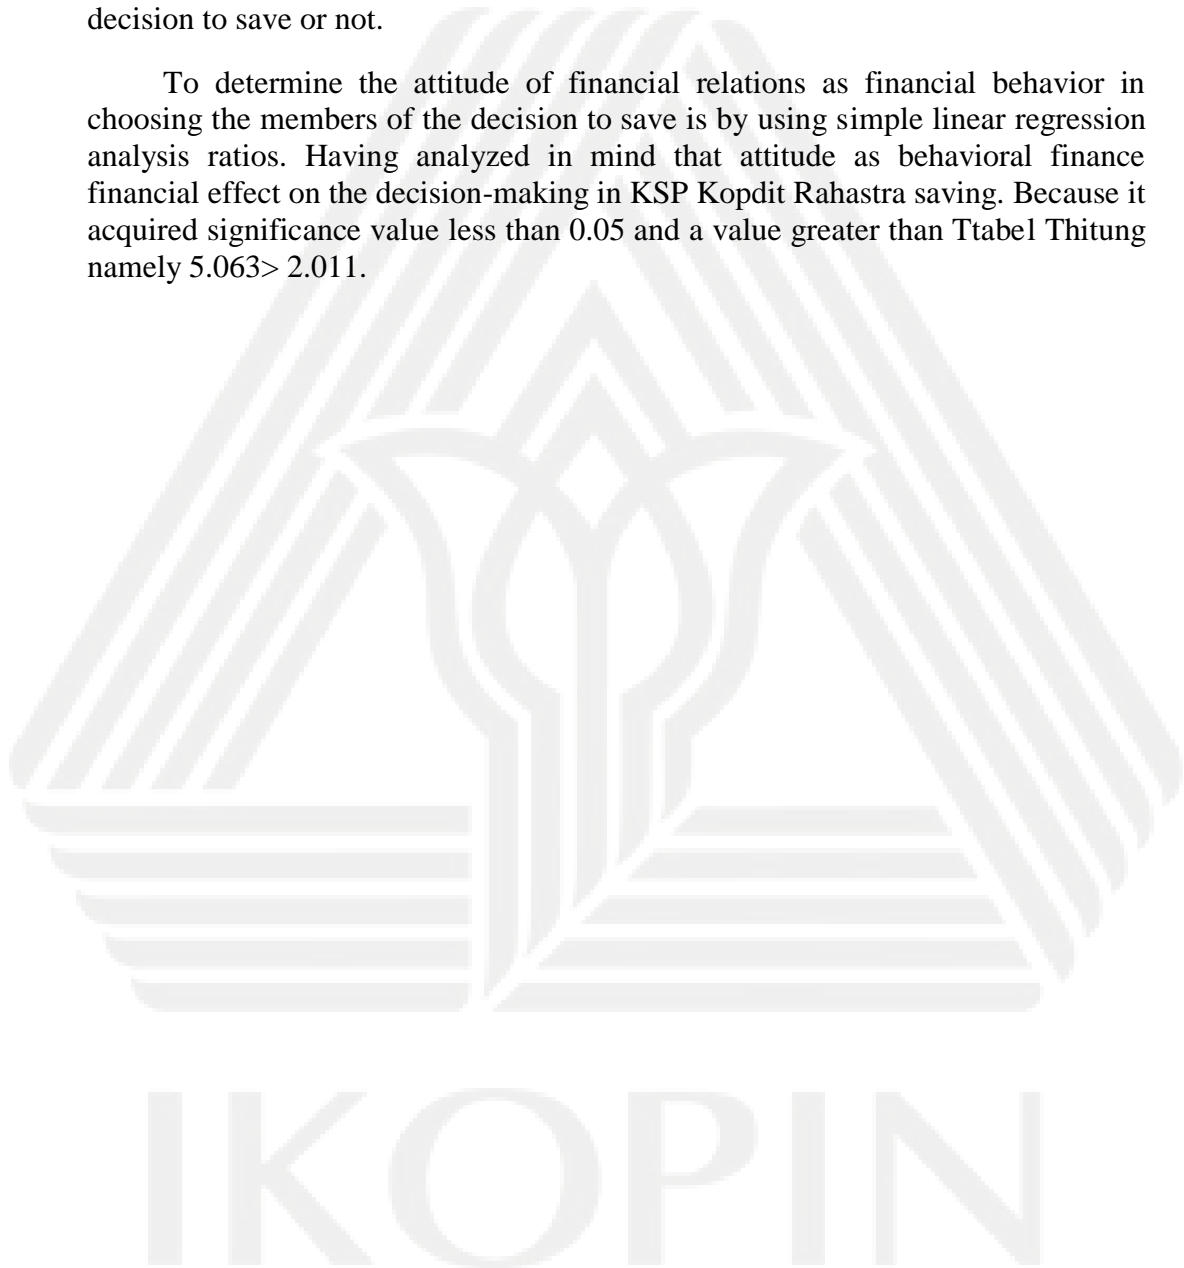 decision to save or not.
To determine the attitude of financial relations as financial behavior in
choosing the members of the decision to save is by using simple linear regression
analysis ratios. Having analyzed in mind that attitude as behavioral finance
financial effect on the decision-making in KSP Kopdit Rahastra saving. Because it
acquired significance value less than 0.05 and a value greater than Ttabel Thitung
namely 5.063> 2.011.
IKOPIN